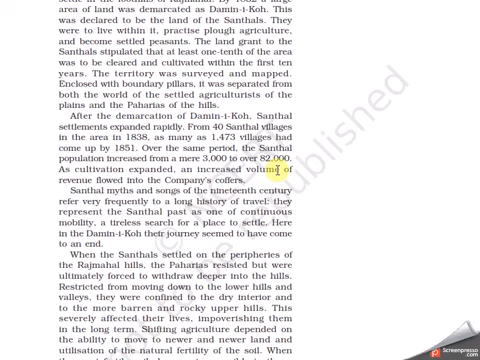 settle in the foothills of Rajmahal. By 1832 a large
area of land was demarcated as Damin-i-Koh. This
was declared to be the land of the Santhals. They
were to live within it, practise plough agriculture,
and become settled peasants. The land grant to the
Santhals stipulated that at least one-tenth of the area
was to be cleared and cultivated within the first ten
years. The territory was surveyed and mapped.
Enclosed with boundary pillars, it was separated from
both the world of the settled agriculturists of
the plains and the Paharias of the hills.
After the demarcation of Damin-i-Koh, Santhal
settlements expanded rapidly. From 40 Santhal villages
in the area in 1838, as many as 1,473 villages had
come up by 1851. Over the same period, the Santhal
population increased from a mere 3,000 to over 82,000.
As cultivation expanded, an increased volume of
revenue flowed into the Company's coffers.
Santhal myths and songs of the nineteenth century
refer very frequently to a long history of travel: they
represent the Santhal past as one of continuous
mobility, a tireless search for a place to settle. Here
in the Damin-i-Koh their journey seemed to have come
to an end.
When the Santhals settled on the peripheries of
the Rajmahal hills, the Paharias resisted but were
ultimately forced to withdraw deeper into the hills.
Restricted from moving down to the lower hills and
valleys, they were confined to the dry interior and
to the more barren and rocky upper hills. This
severely affected their lives, impoverishing them
in the long term. Shifting agriculture depended on
the ability to move to newer and newer land and
utilisation of the natural fertility of the soil. When
published
Screenpresso